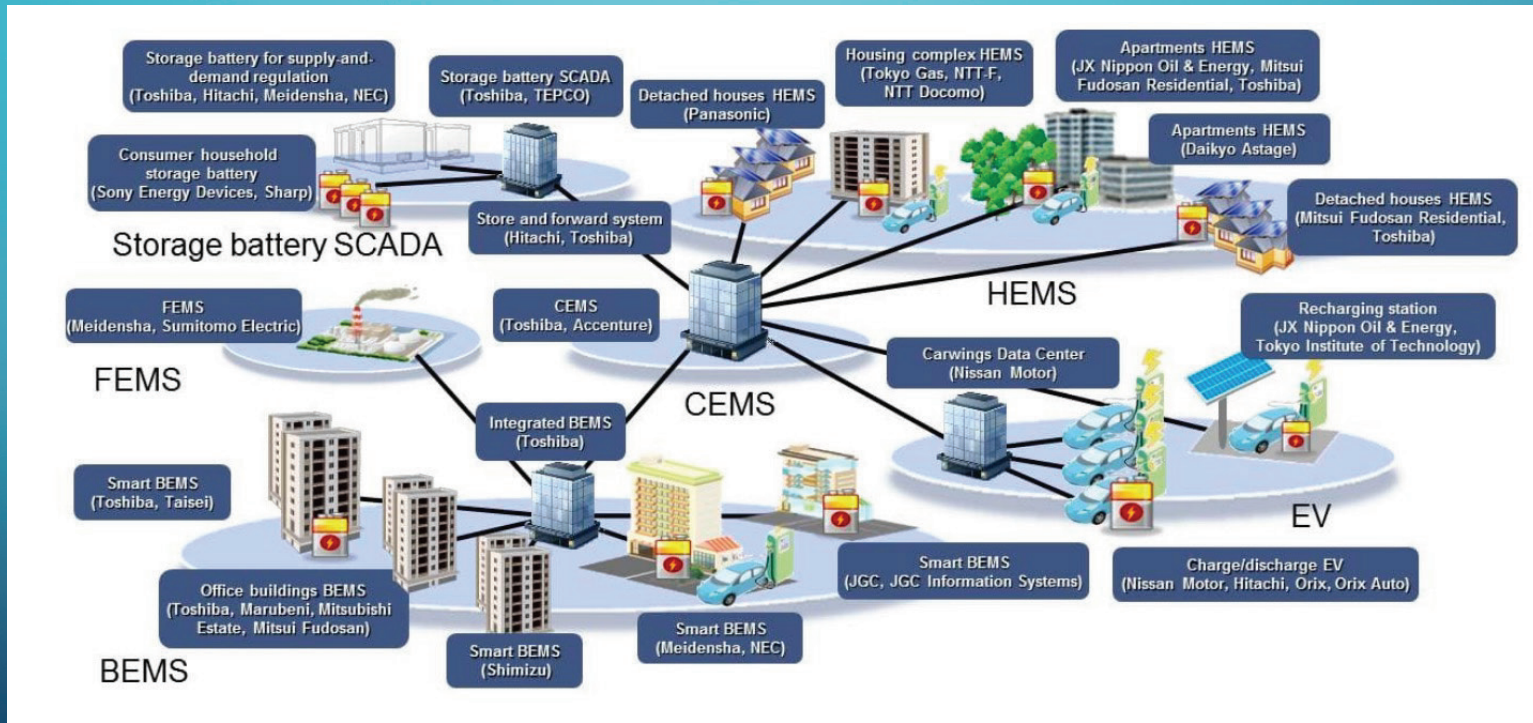 Storage battery for supply-and-
demand regulation
(Toshiba, Hitachi, Meidensha, NEC)
Storage battery SCADA
(Toshiba, TEPCO)
Consumer household
storage battery
(Sony Energy Devices, Sharp)
Store and forward system
(Hitachi, Toshiba)
Storage battery SCADA
Detached houses HEMS
(Panasonic)
Housing complex HEMS
(Tokyo Gas, NTT-F,
NTT Docomo)
Apartments HEMS
(JX Nippon Oil & Energy, Mitsui
Fudosan Residential, Toshiba)
Apartments HEMS
(Daikyo Astage)
Detached houses HEMS
(Mitsui Fudosan Residential,
Toshiba)
HEMS
FEMS
(Meidensha, Sumitomo Electric)
FEMS
CEMS
(Toshiba, Accenture)
CEMS
Recharging station
(JX Nippon Oil & Energy,
Tokyo Institute of Technology)
Carwings Data Center
(Nissan Motor)
EV
Charge/discharge EV
(Nissan Motor, Hitachi, Orix, Orix Auto)
Integrated BEMS
(Toshiba)
Smart BEMS
(Toshiba, Taisei)
Office buildings BEMS
(Toshiba, Marubeni, Mitsubishi
Estate, Mitsui Fudosan)
Smart BEMS
(Shimizu)
Smart BEMS
(Meidensha, NEC)
Smart BEMS
(JGC, JGC Information Systems)
BEMS